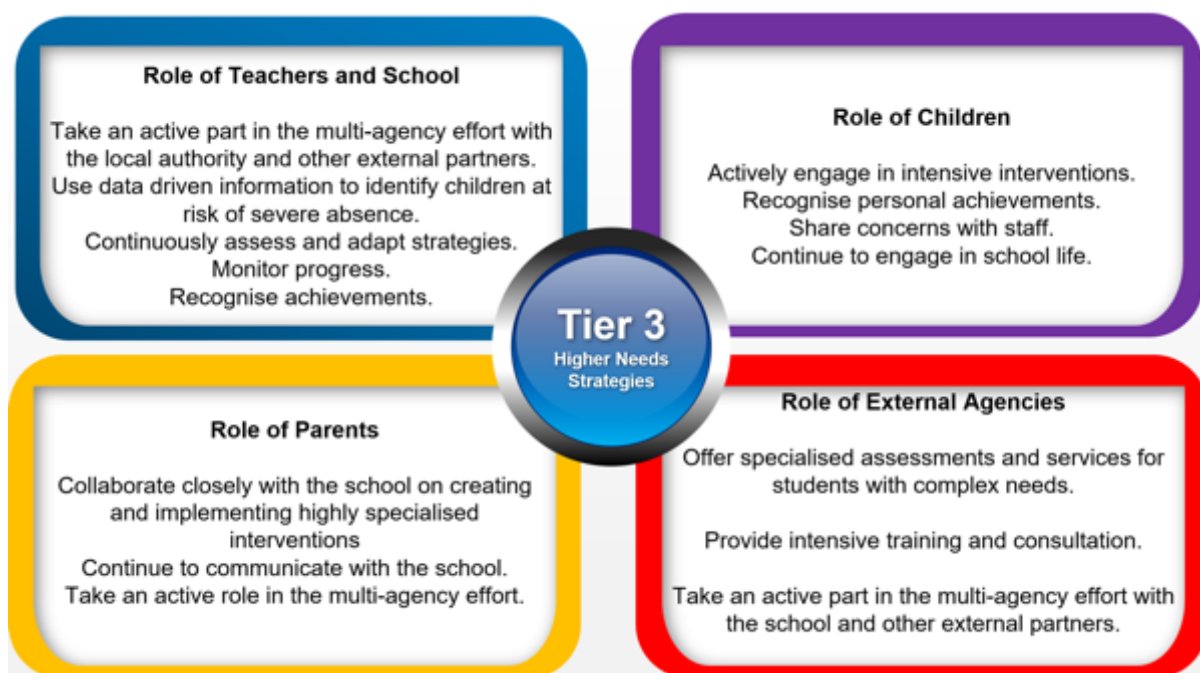 Role of Teachers and School
Take an active part in the multi-agency effort with
the local authority and other external partners.
Use data driven information to identify children at
risk of severe absence.
Continuously assess and adapt strategies.
Monitor progress.
Recognise achievements.
Role of Children
Actively engage in intensive interventions.
Recognise personal achievements.
Share concerns with staff.
Continue to engage in school life.
Tier 3
Higher Needs
Strategies
Role of Parents
Collaborate closely with the school on creating
and implementing highly specialised
interventions
Continue to communicate with the school.
Take an active role in the multi-agency effort.
Role of External Agencies
Offer specialised assessments and services for
students with complex needs.
Provide intensive training and consultation.
Take an active part in the multi-agency effort with
the school and other external partners.